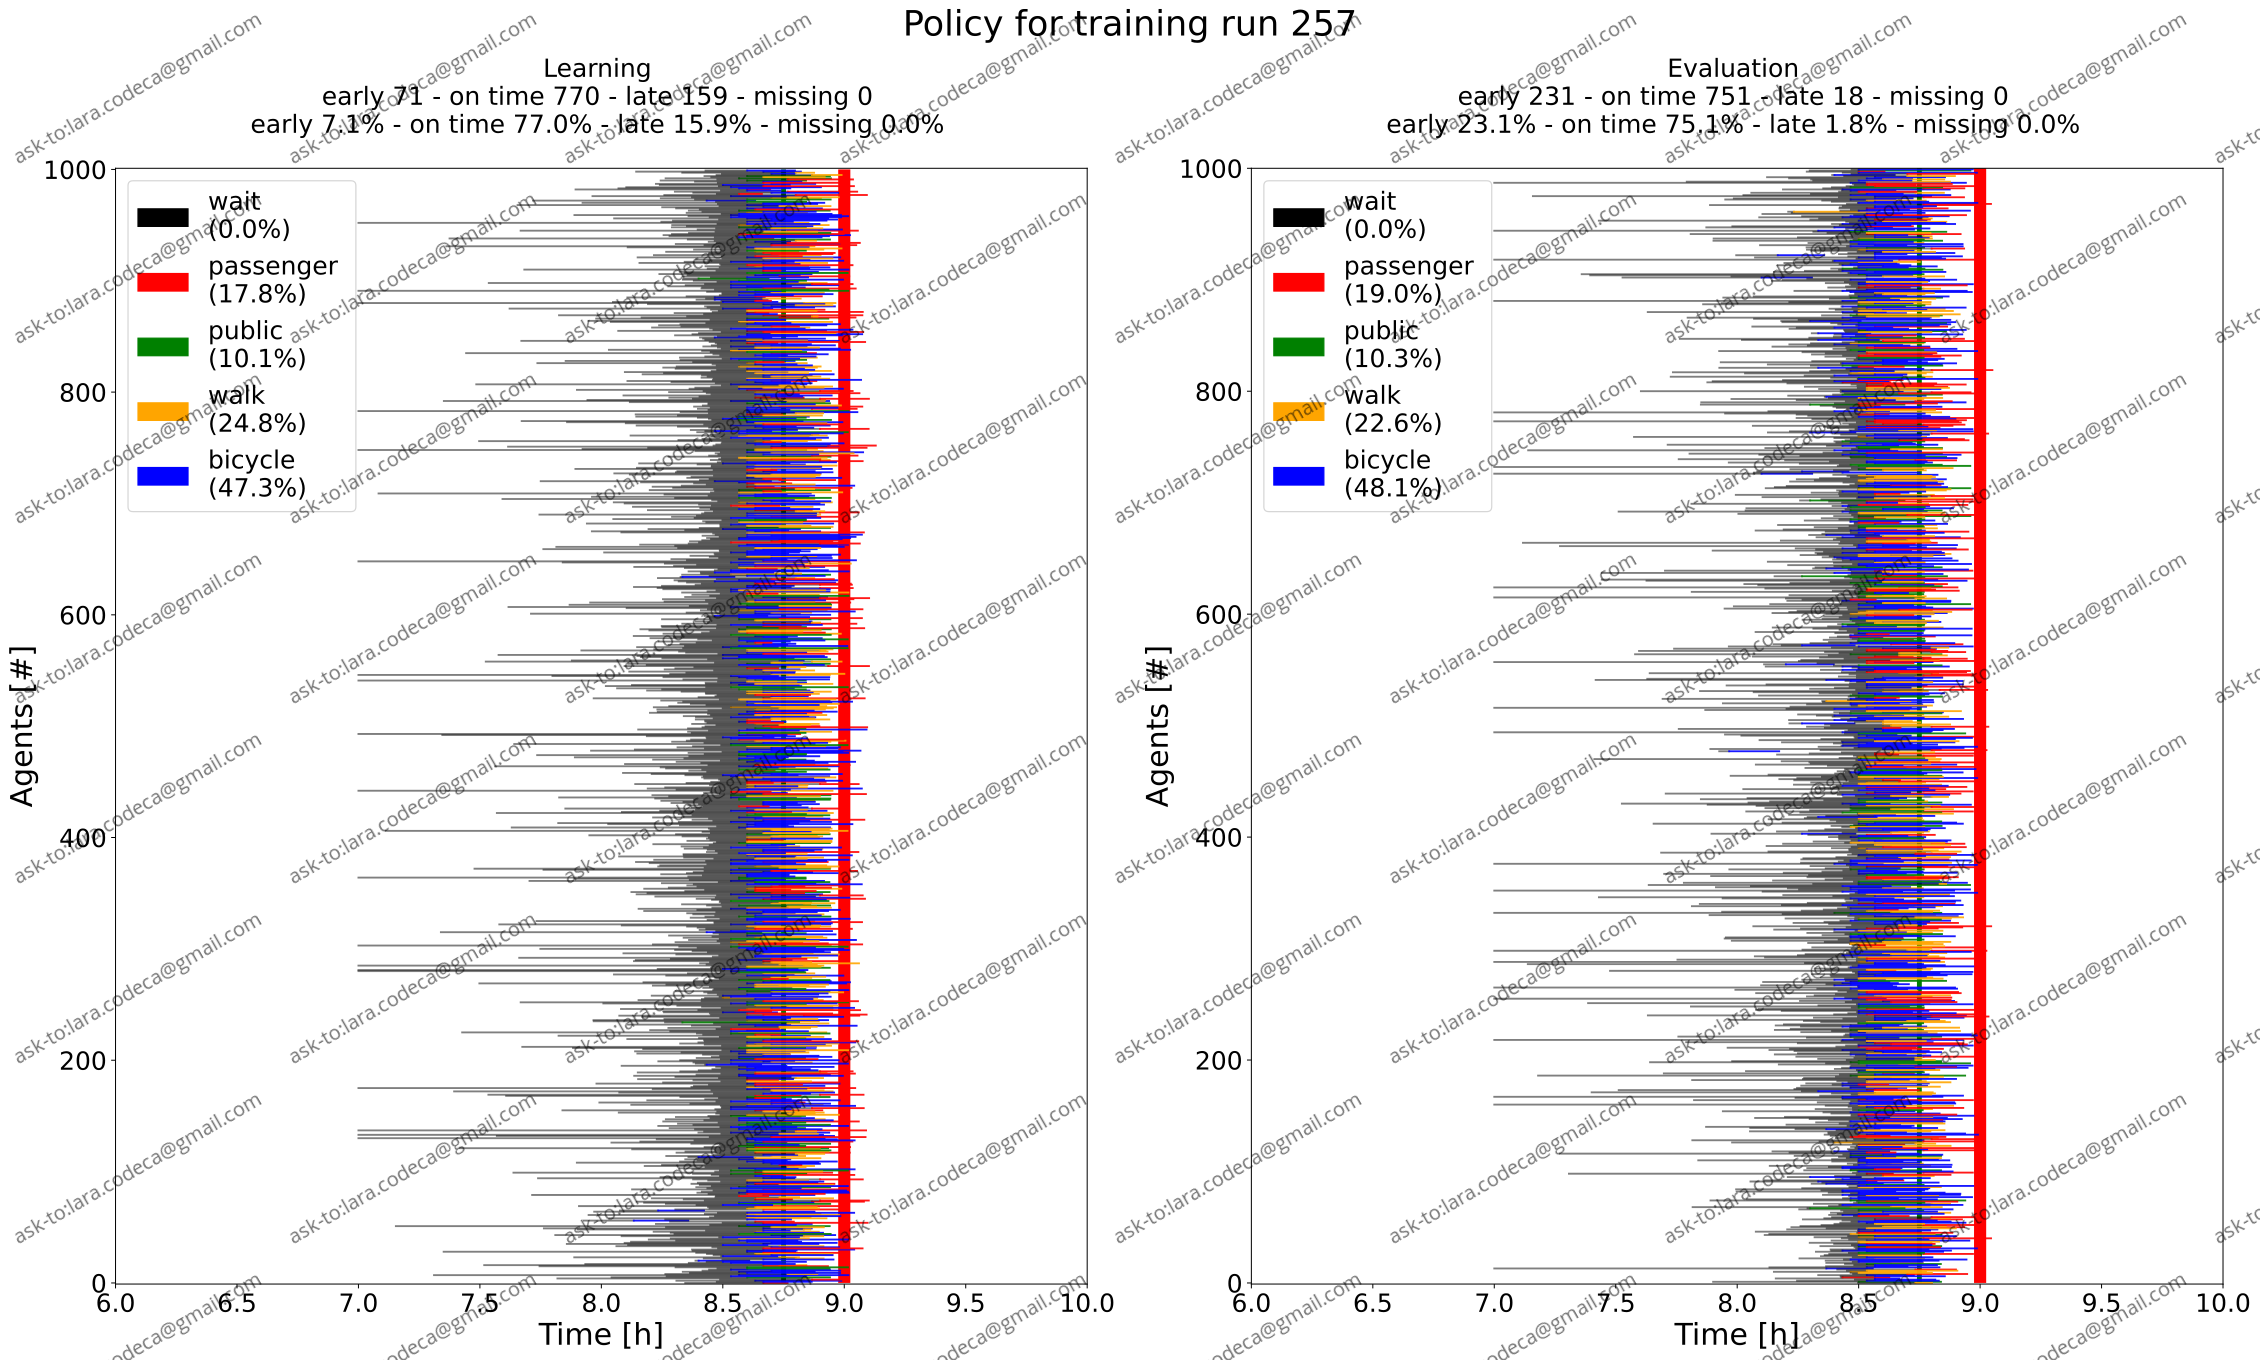 Policy for training run 257
Learning
early 71 - on time 770 - late 159 - missing 0
early 7.1% - on time 77.0% - late 15.9% - missing 0.0%
1000
800
600
400
200
0
Agents [#]
wait
(0.0%)
passenger
(17.8%)
public
(10.1%)
walk
(24.8%)
bicycle
(47.3%)
6.0 6.5 7.0 7.5 8.0 8.5 9.0 9.5 10.0
Time [h]
Evaluation
early 231 - on time 751 - late 18 - missing 0
early 23.1% - on time 75.1% - late 1.8% - missing 0.0%
1000
800
600
400
200
0
Agents [#]
wait
(0.0%)
passenger
(19.0%)
public
(10.3%)
walk
(22.6%)
bicycle
(48.1%)
6.0 6.5 7.0 7.5 8.0 8.5 9.0 9.5 10.0
Time [h]
ask-to:lara.codeca@gmail.com